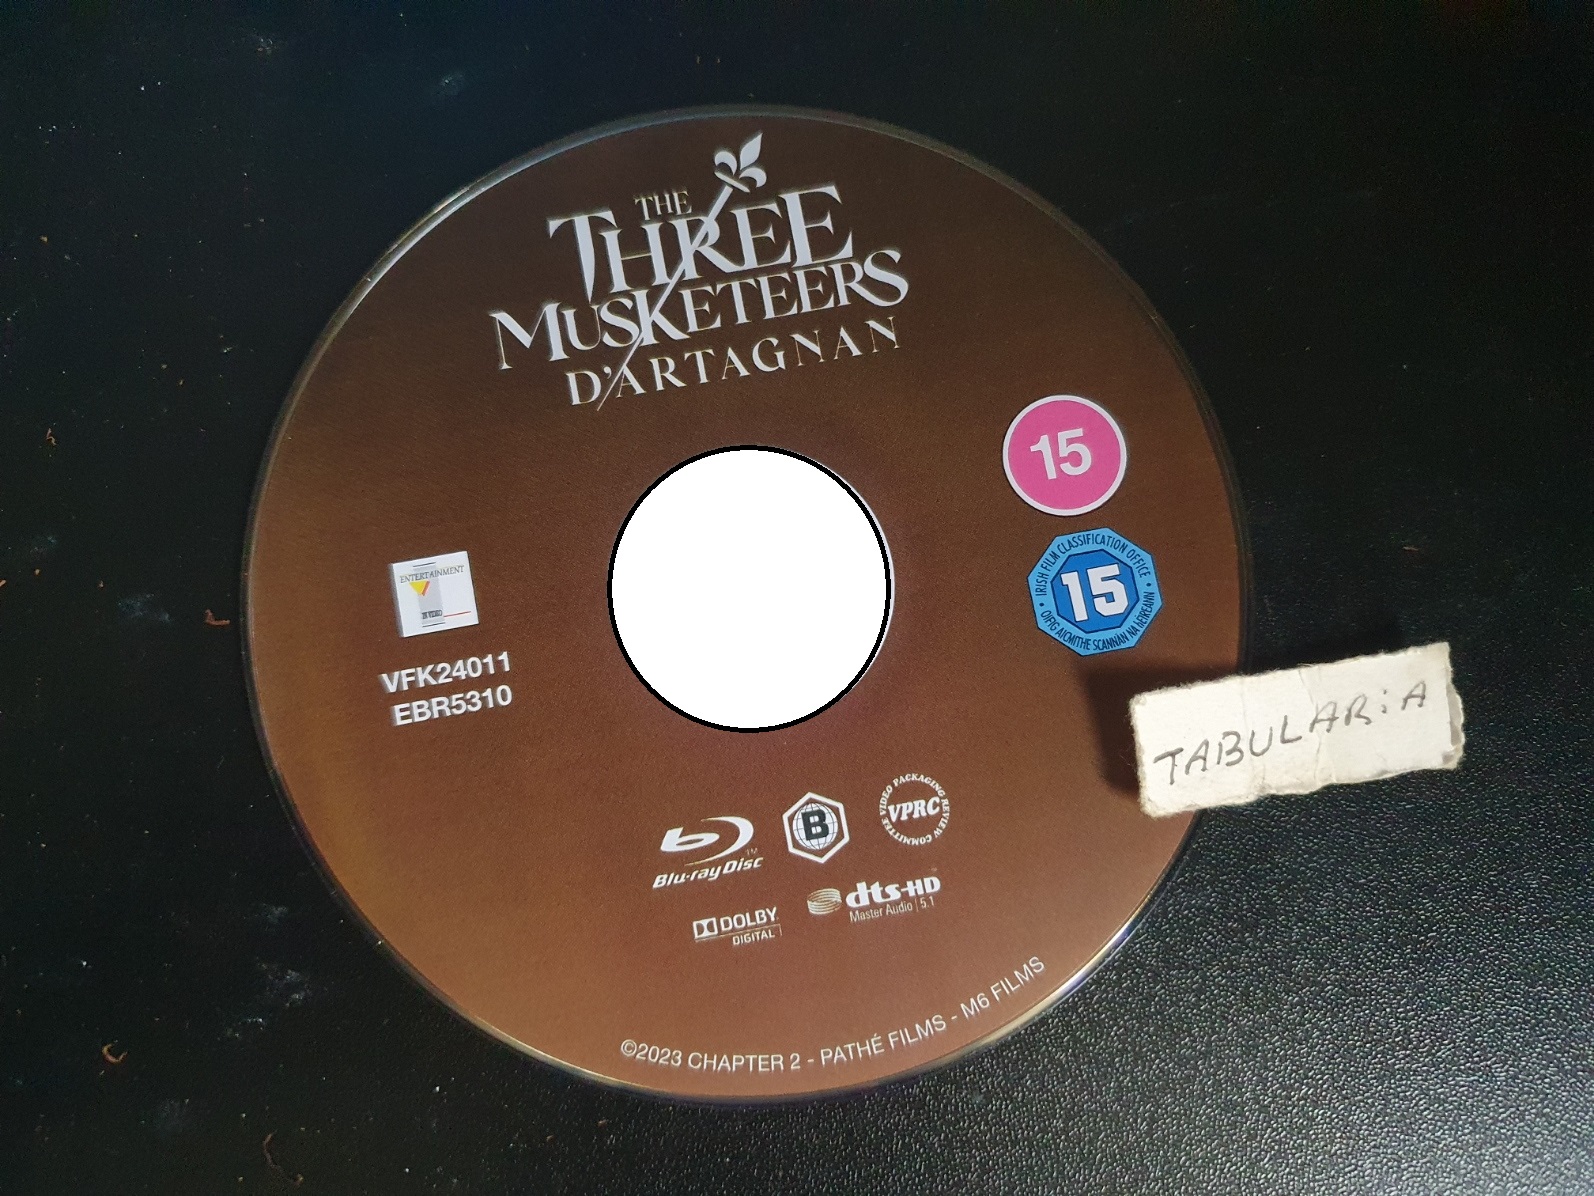 THE
THREE
MUSKETEERS
D'ARTAGNAN
15
IRISH FILM CLASSIFICATION OFFICE
15
OIFIG AICMITHE SCANNÁN NA hÉIREANN
ENTERTAINMENT
IN VIDEO
VFK24011
EBR5310
TABULARiA
Blu-ray Disc™
B
VIDEO PACKAGING REVIEW COMMITTEE
VPRC
DOLBY
DIGITAL
dts-HD
Master Audio | 5.1
©2023 CHAPTER 2 - PATHÉ FILMS - M6 FILMS